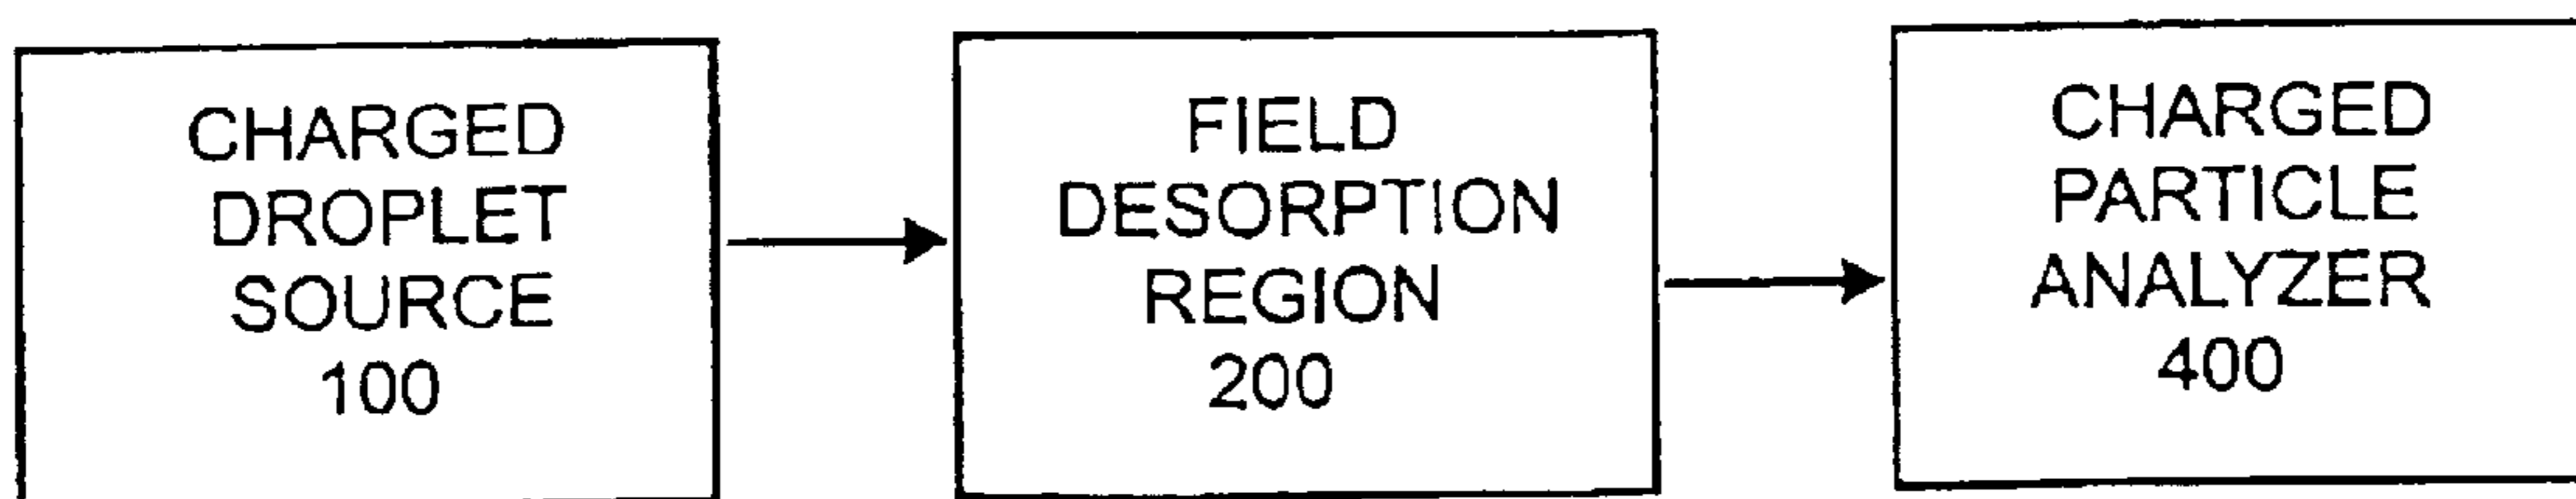 CHARGED
DROPLET
SOURCE
100
FIELD
DESORPTION
REGION
200
CHARGED
PARTICLE
ANALYZER
400